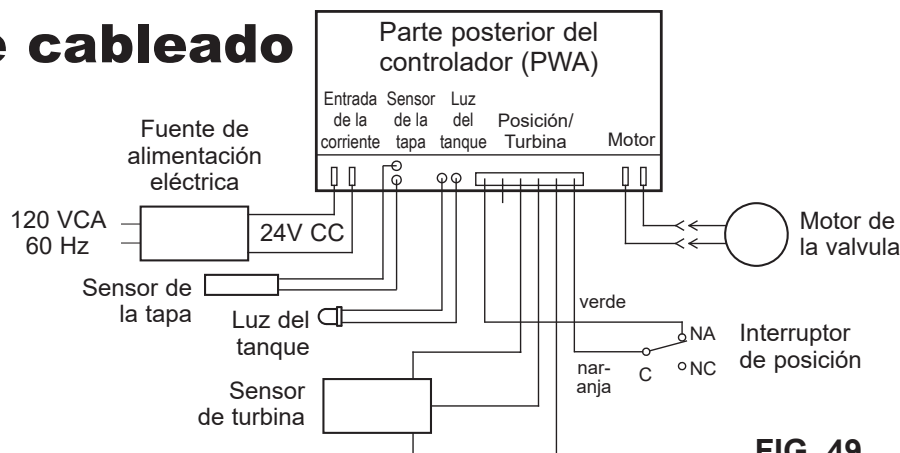 e cableado
Parte posterior del
controlador (PWA)
Entrada
de la
corriente
Sensor
de la
tapa
Luz
del
tanque
Posición/
Turbina
Motor
Fuente de
alimentación
eléctrica
120 VCA
60 Hz
24V CC
Motor de
la valvula
Sensor de
la tapa
Luz del
tanque
verde
NA
Interruptor
de posición
nar-
anja
C
NC
Sensor
de turbina
FIG. 49